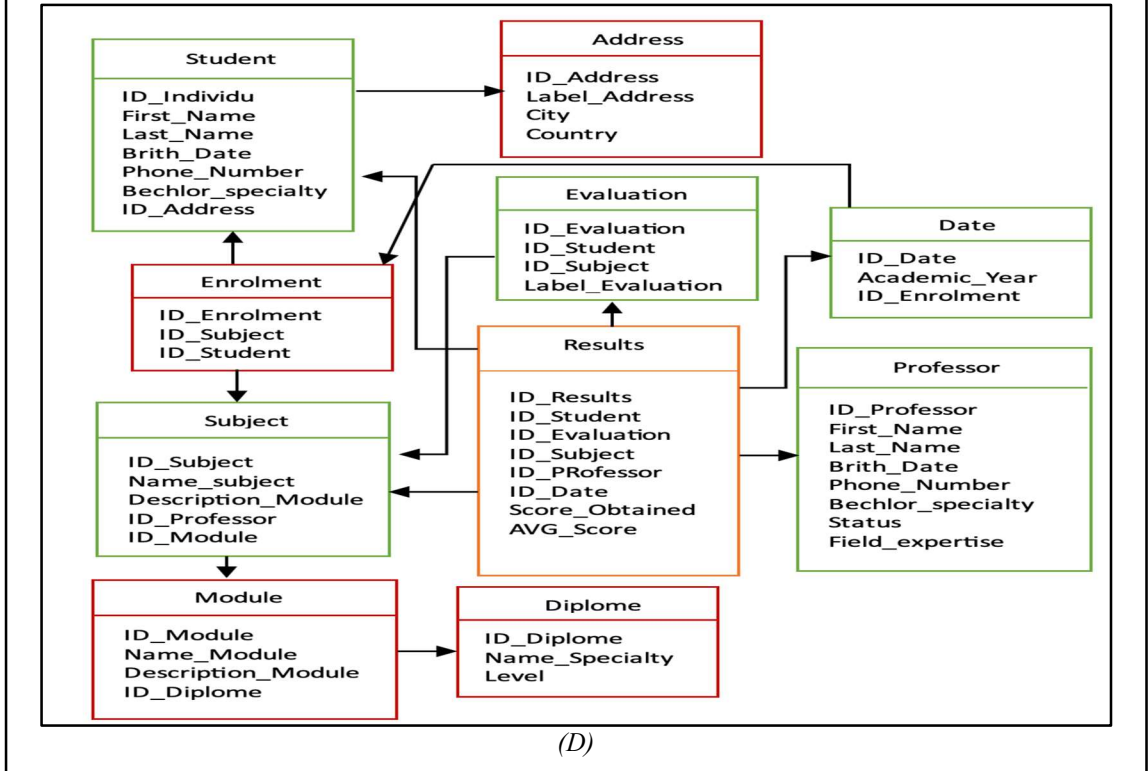 Student
ID_Individu
First_Name
Last_Name
Brith_Date
Phone_Number
Bechlor_specialty
ID_Address
Address
ID_Address
Label_Address
City
Country
Evaluation
ID_Evaluation
ID_Student
ID_Subject
Label_Evaluation
Date
ID_Date
Academic_Year
ID_Enrolment
Enrolment
ID_Enrolment
ID_Subject
ID_Student
Results
ID_Results
ID_Student
ID_Evaluation
ID_Subject
ID_PRofessor
ID_Date
Score_Obtained
AVG_Score
Professor
ID_Professor
First_Name
Last_Name
Brith_Date
Phone_Number
Bechlor_specialty
Status
Field_expertise
Subject
ID_Subject
Name_subject
Description_Module
ID_Professor
ID_Module
Module
ID_Module
Name_Module
Description_Module
ID_Diplome
Diplome
ID_Diplome
Name_Specialty
Level
(D)